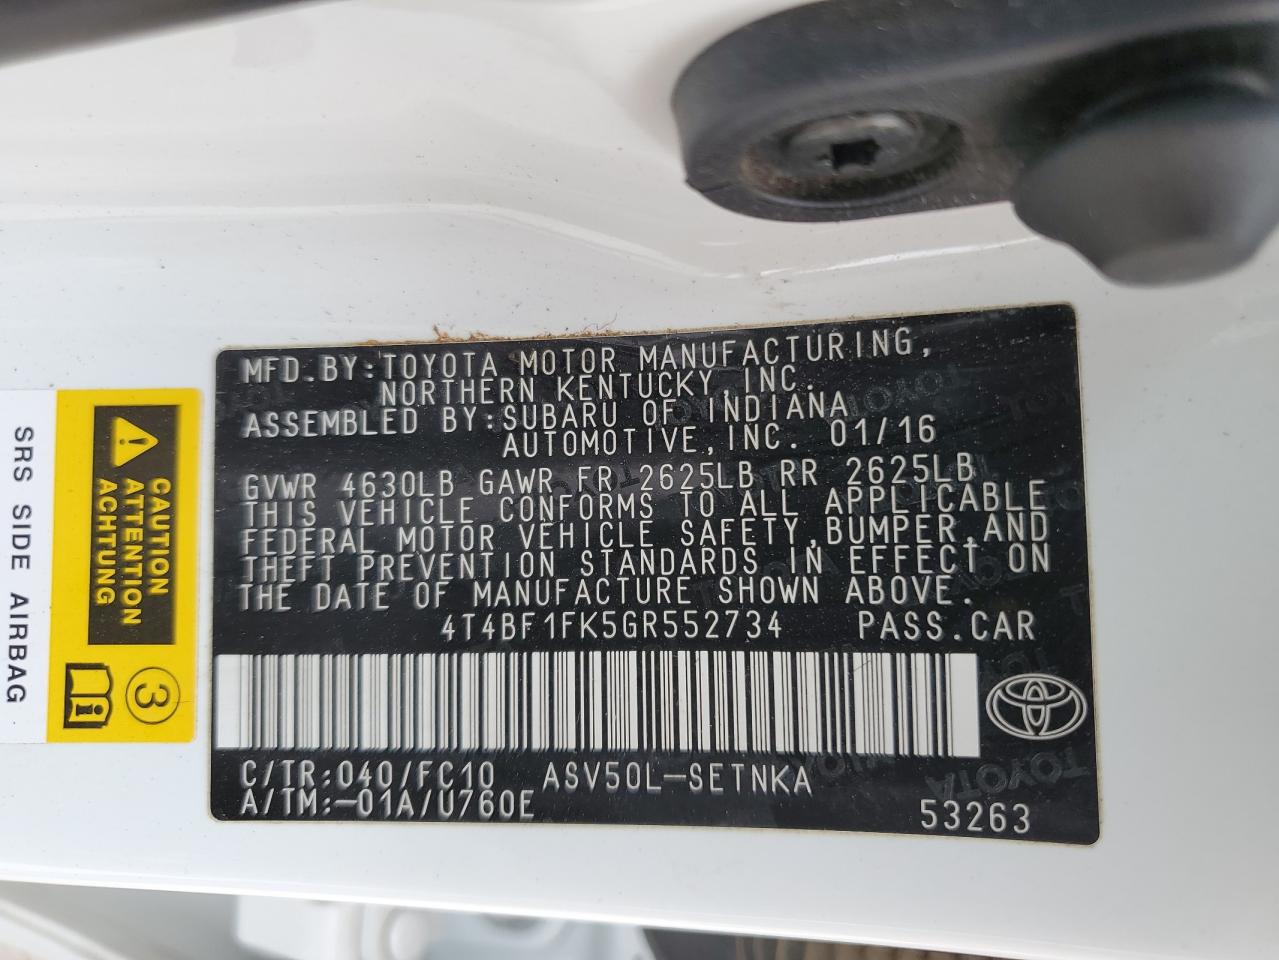 MFD.BY:TOYOTA MOTOR MANUFACTURING,
NORTHERN KENTUCKY, INC.
ASSEMBLED BY:SUBARU OF INDIANA
AUTOMOTIVE,INC. 01/16
GVWR 4630LB GAWR FR 2625LB RR 2625LB
THIS VEHICLE CONFORMS TO ALL APPLICABLE
FEDERAL MOTOR VEHICLE SAFETY,BUMPER,AND
THEFT PREVENTION STANDARDS IN EFFECT ON
THE DATE OF MANUFACTURE SHOWN ABOVE.
4T4BF1FK5GR552734 PASS.CAR
C/TR:040/FC10 ASV50L-SETNKA
A/TM:-01A/U760E
53263
CAUTION
ATTENTION
ACHTUNG
3
SRS SIDE AIRBAG